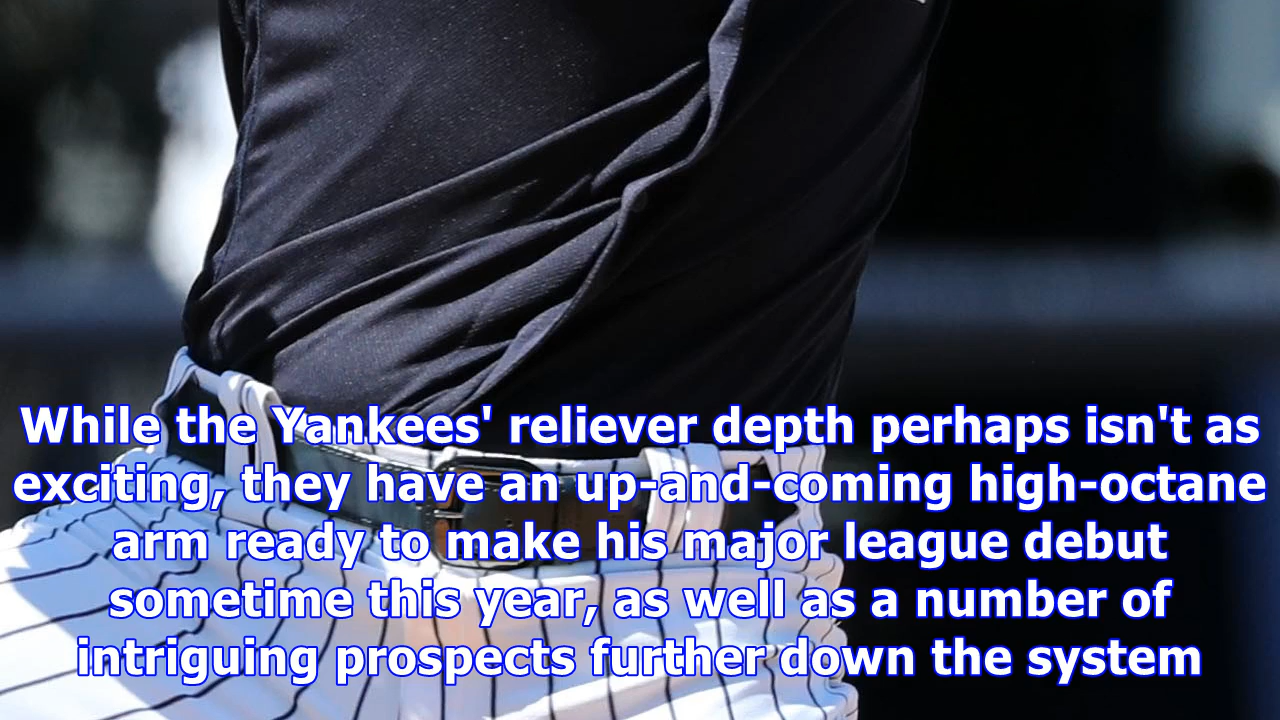 While the Yankees' reliever depth perhaps isn't as
exciting, they have an up-and-coming high-octane
arm ready to make his major league debut
sometime this year, as well as a number of
intriguing prospects further down the system